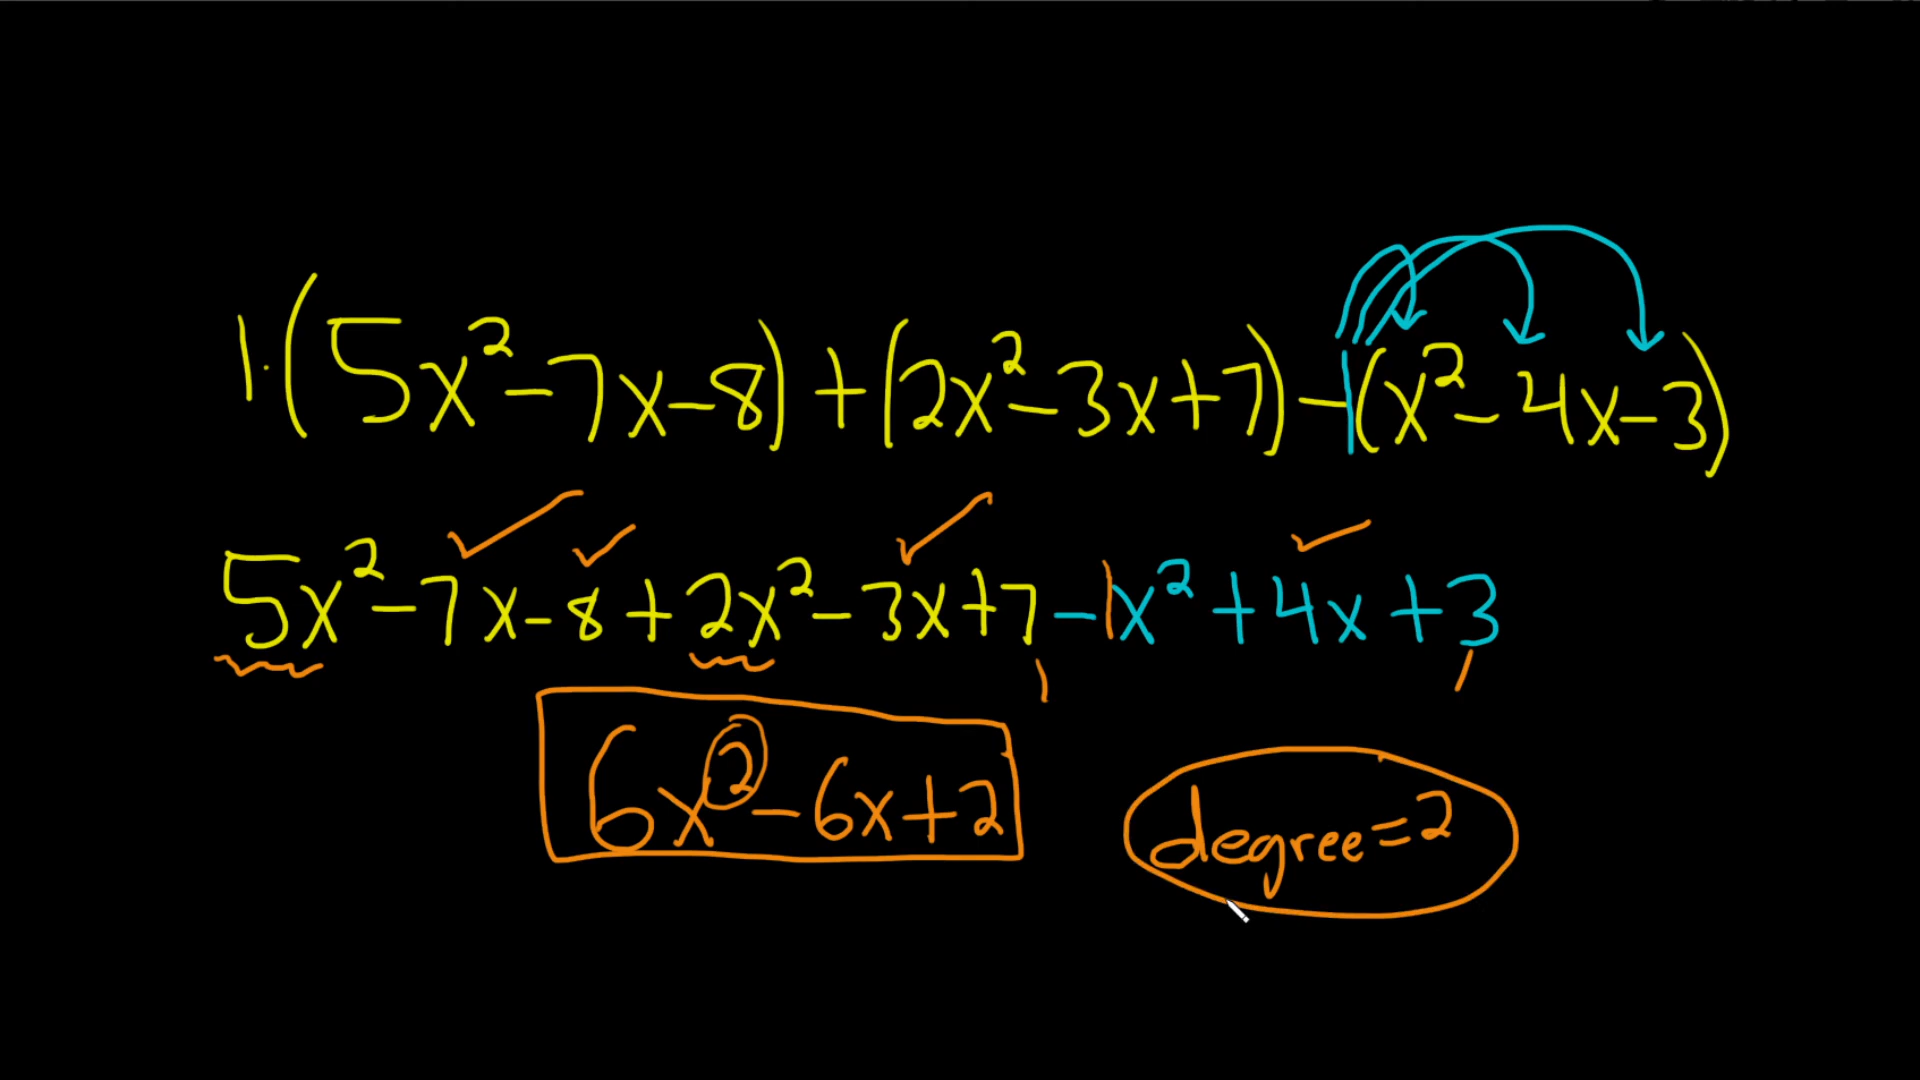 1·(5x²-7x-8)+(2x²-3x+7)-1(x²-4x-3)
5x²-7x-8+2x²-3x+7-1x²+4x+3
6x²-6x+2
degree=2